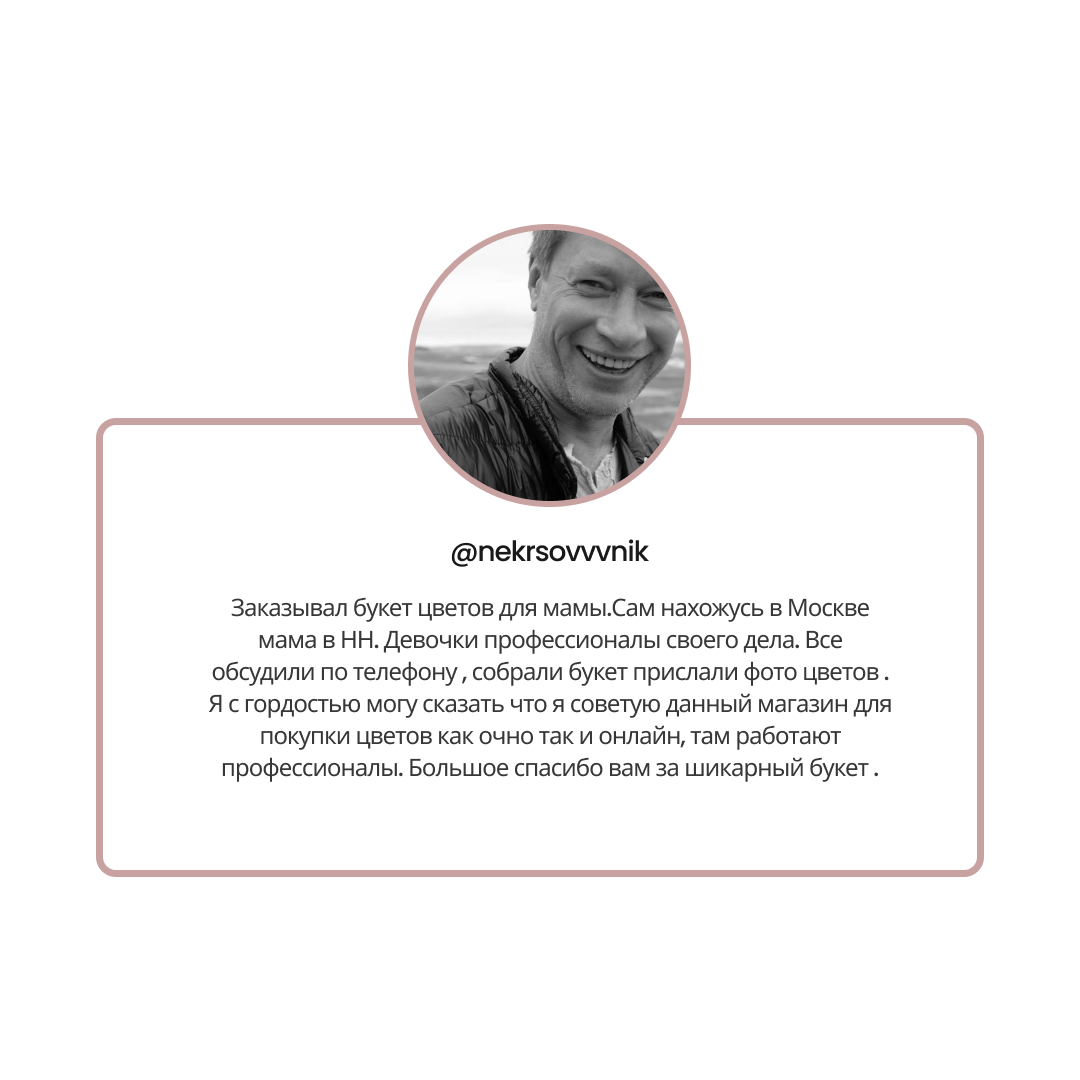 @nekrsovvvnik
Заказывал букет цветов для мамы.Сам нахожусь в Москве
мама в НН. Девочки профессионалы своего дела. Все
обсудили по телефону , собрали букет прислали фото цветов .
Я с гордостью могу сказать что я советую данный магазин для
покупки цветов как очно так и онлайн, там работают
профессионалы. Большое спасибо вам за шикарный букет .